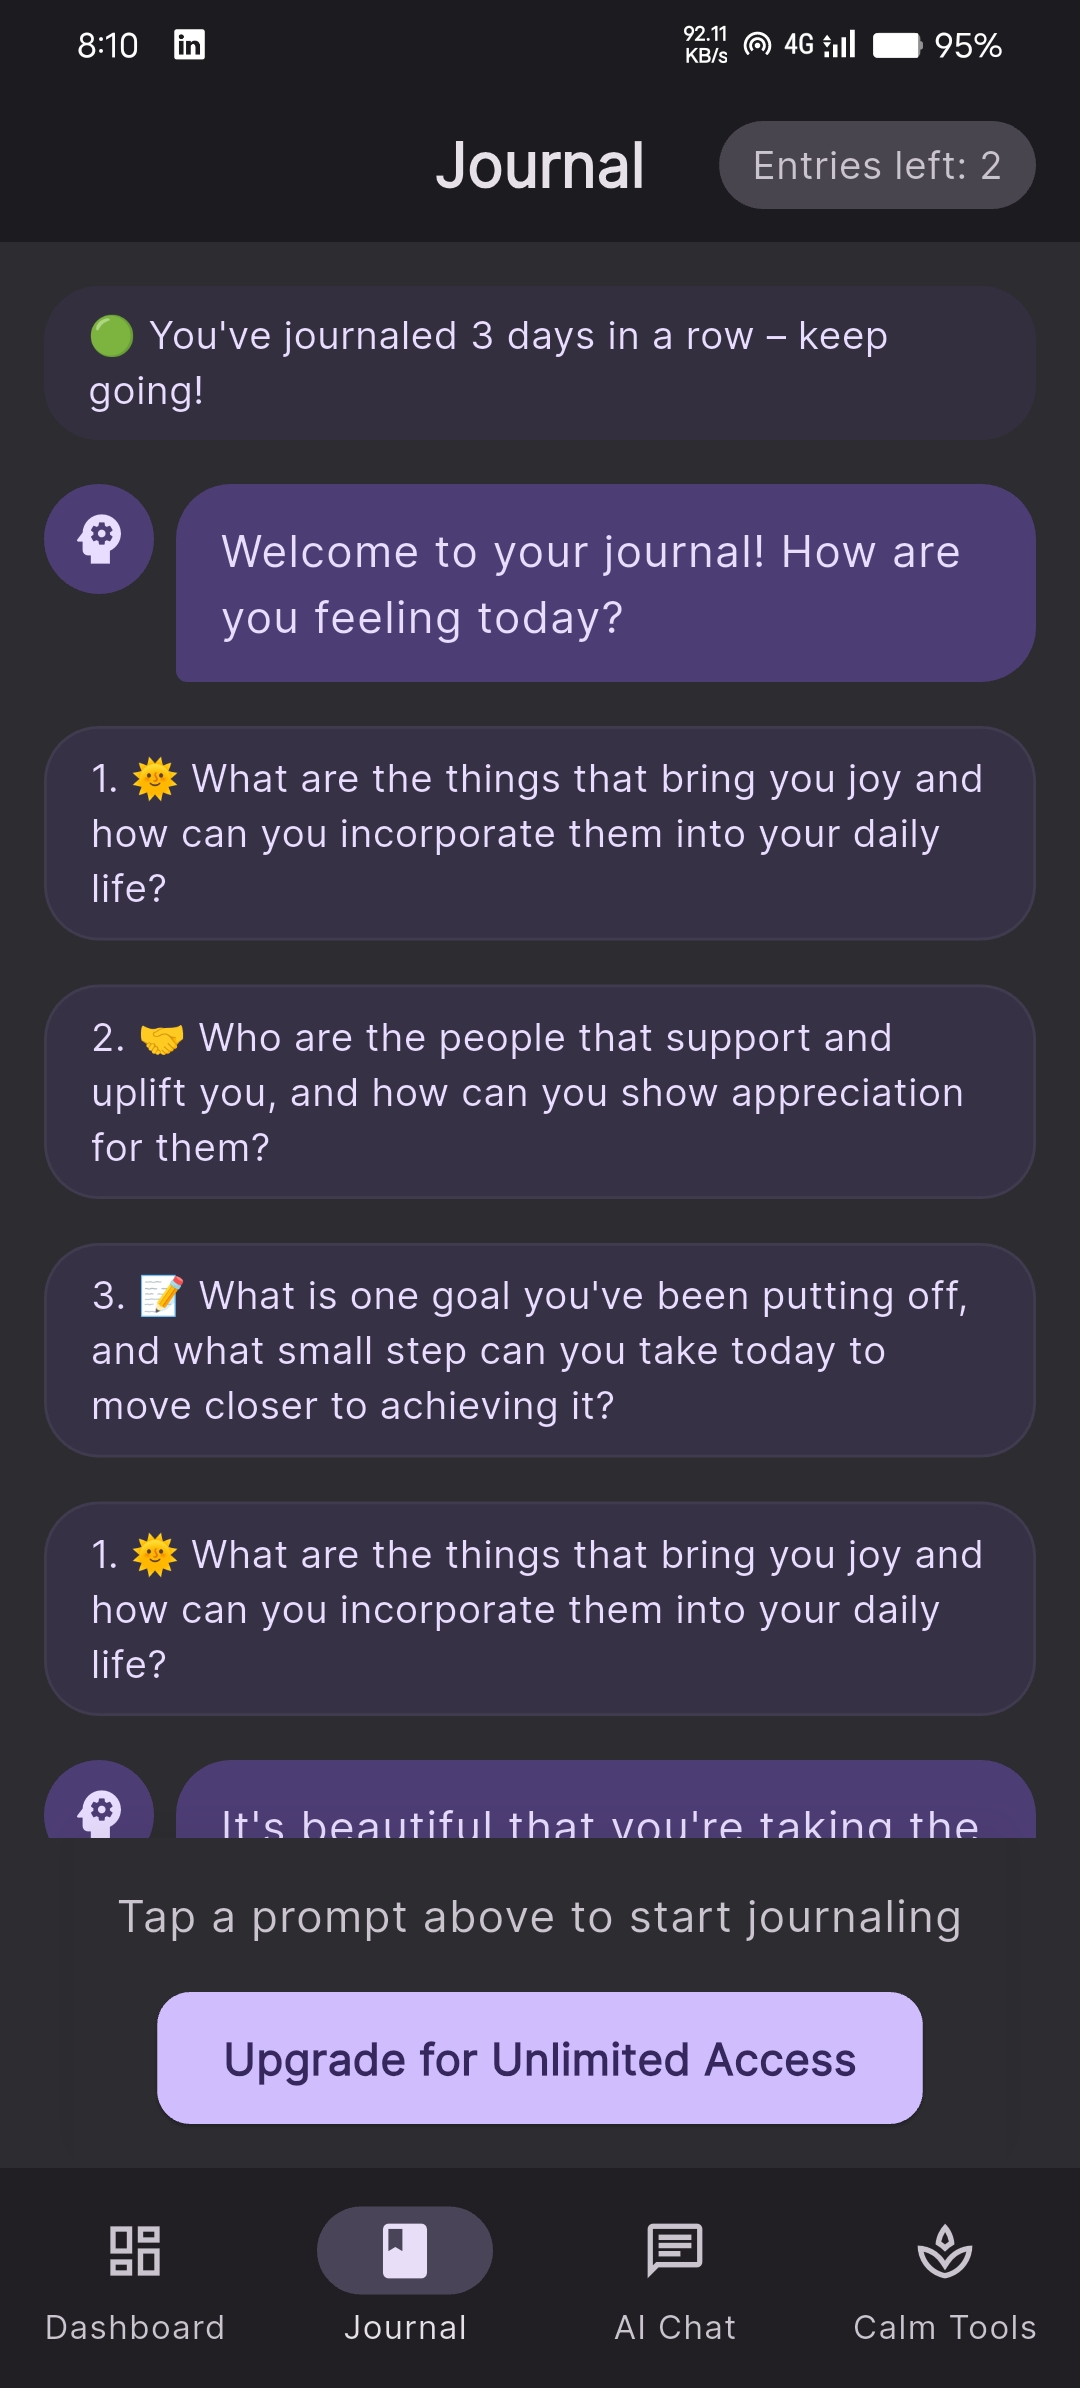 8:10
92.11
KB/s
4G
95%
Journal
Entries left: 2
You've journaled 3 days in a row – keep
going!
Welcome to your journal! How are
you feeling today?
1. 🌞 What are the things that bring you joy and
how can you incorporate them into your daily
life?
2. 🤝 Who are the people that support and
uplift you, and how can you show appreciation
for them?
3. 📝 What is one goal you've been putting off,
and what small step can you take today to
move closer to achieving it?
1. 🌞 What are the things that bring you joy and
how can you incorporate them into your daily
life?
It's beautiful that you're taking the
Tap a prompt above to start journaling
Upgrade for Unlimited Access
Dashboard
Journal
AI Chat
Calm Tools